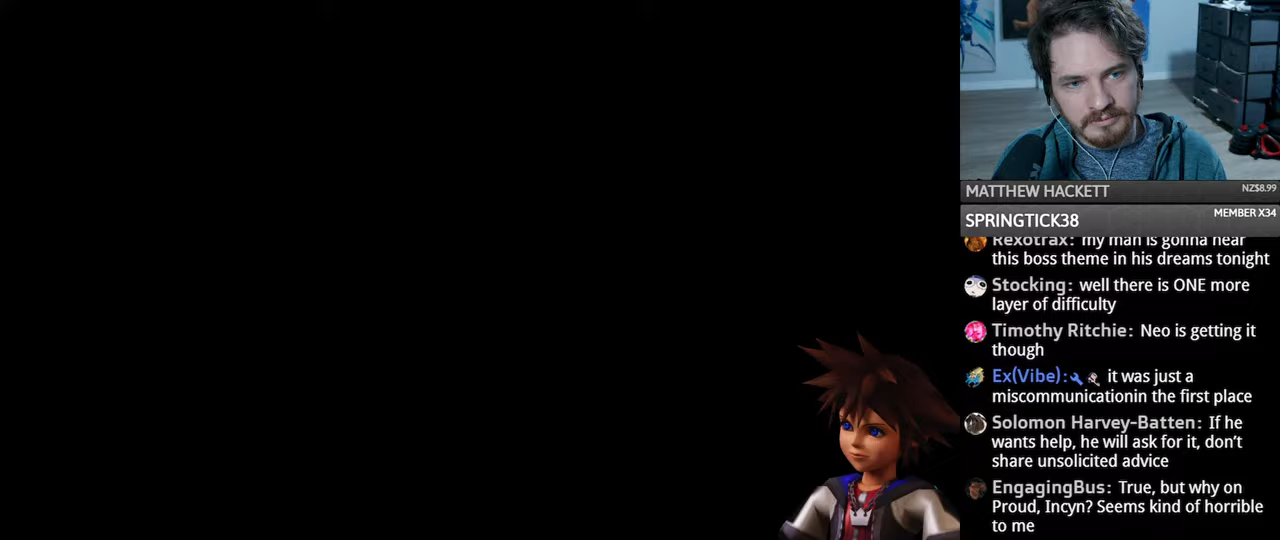 MATTHEW HACKETT NZ$8.99
SPRINGTICK38 MEMBER X34
Rexotrax: my man is gonna hear
this boss theme in his dreams tonight
Stocking: well there is ONE more
layer of difficulty
Timothy Ritchie: Neo is getting it
though
Ex(Vibe): it was just a
miscommunicationin the first place
Solomon Harvey-Batten: If he
wants help, he will ask for it, don't
share unsolicited advice
EngagingBus: True, but why on
Proud, Incyn? Seems kind of horrible
to me